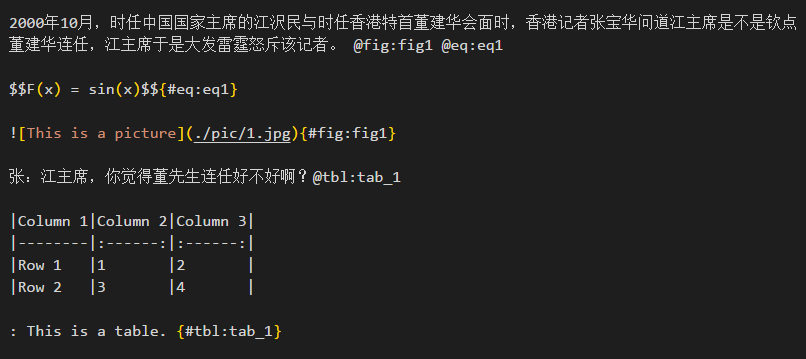 2000年10月，时任中国国家主席的江沢民与时任香港特首董建华会面时，香港记者张宝华问道江主席是不是钦点
董建华连任，江主席于是大发雷霆怒斥该记者。 @fig:fig1 @eq:eq1
$$F(x) = sin(x)$${#eq:eq1}
![This is a picture](./pic/1.jpg){#fig:fig1}
张：江主席，你觉得董先生连任好不好啊？@tbl:tab_1
|Column 1|Column 2|Column 3|
|--------|:------:|:------:|
|Row 1   |1       |2       |
|Row 2   |3       |4       |
: This is a table. {#tbl:tab_1}